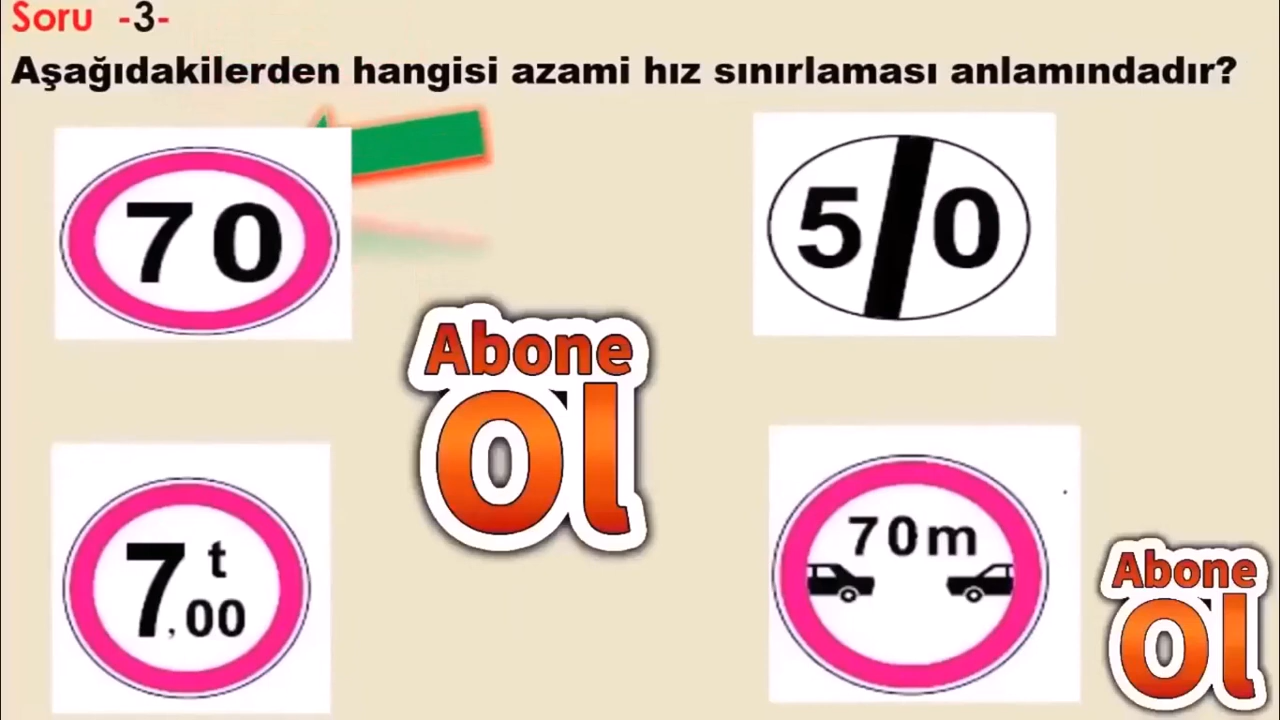 Soru -3-
Aşağıdakilerden hangisi azami hız sınırlaması anlamındadır?
70
5/0
Abone
Ol
7,00 t
70m
Abone
Ol